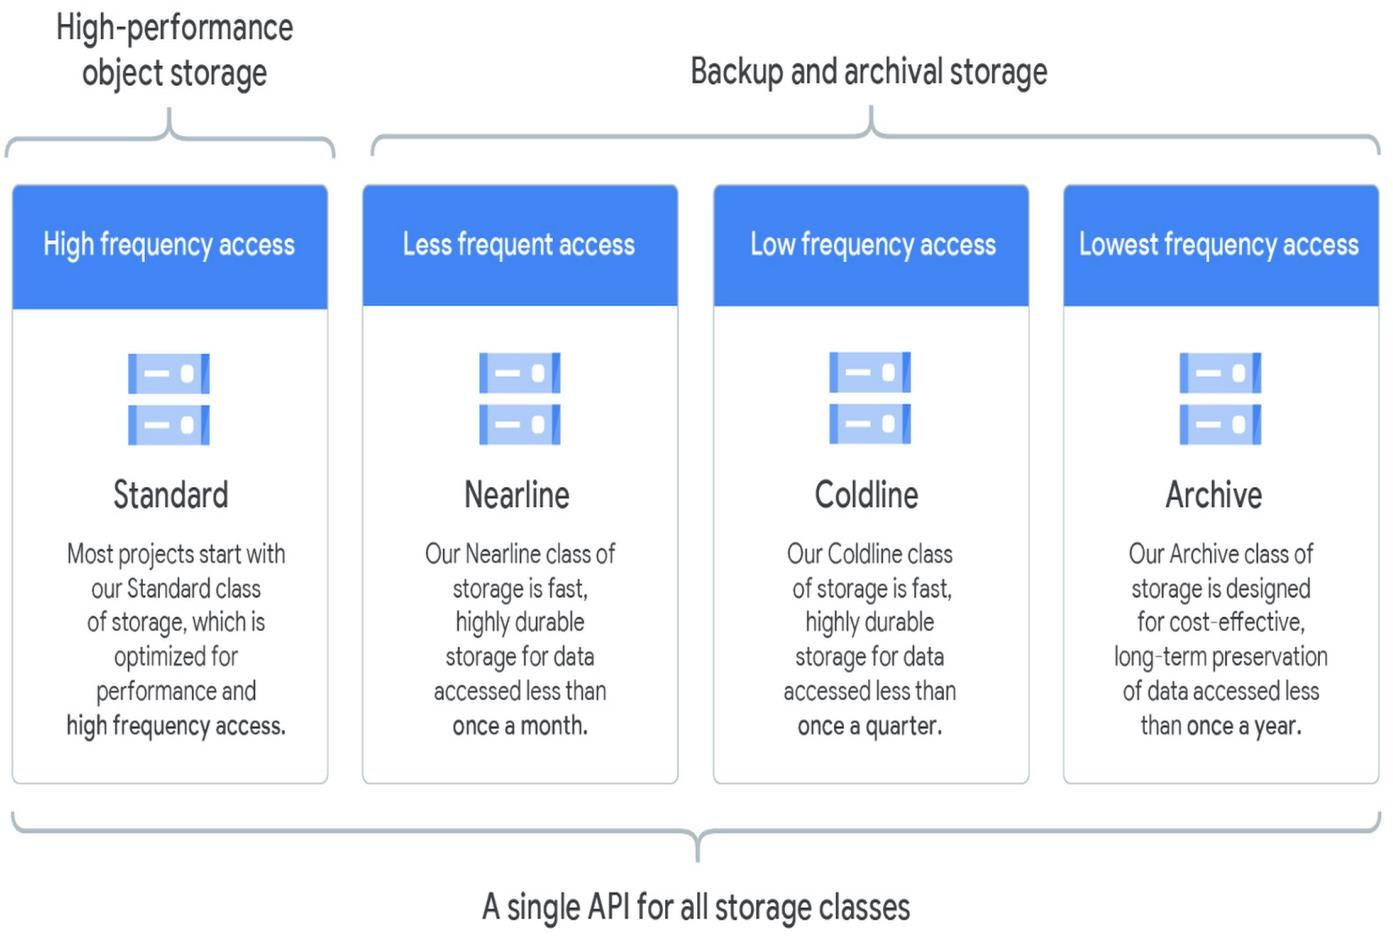 High-performance
object storage
Backup and archival storage
High frequency access
Less frequent access
Low frequency access
Lowest frequency access
Standard
Most projects start with
our Standard class
of storage, which is
optimized for
performance and
high frequency access.
Nearline
Our Nearline class of
storage is fast,
highly durable
storage for data
accessed less than
once a month.
Coldline
Our Coldline class
of storage is fast,
highly durable
storage for data
accessed less than
once a quarter.
Archive
Our Archive class of
storage is designed
for cost-effective,
long-term preservation
of data accessed less
than once a year.
A single API for all storage classes